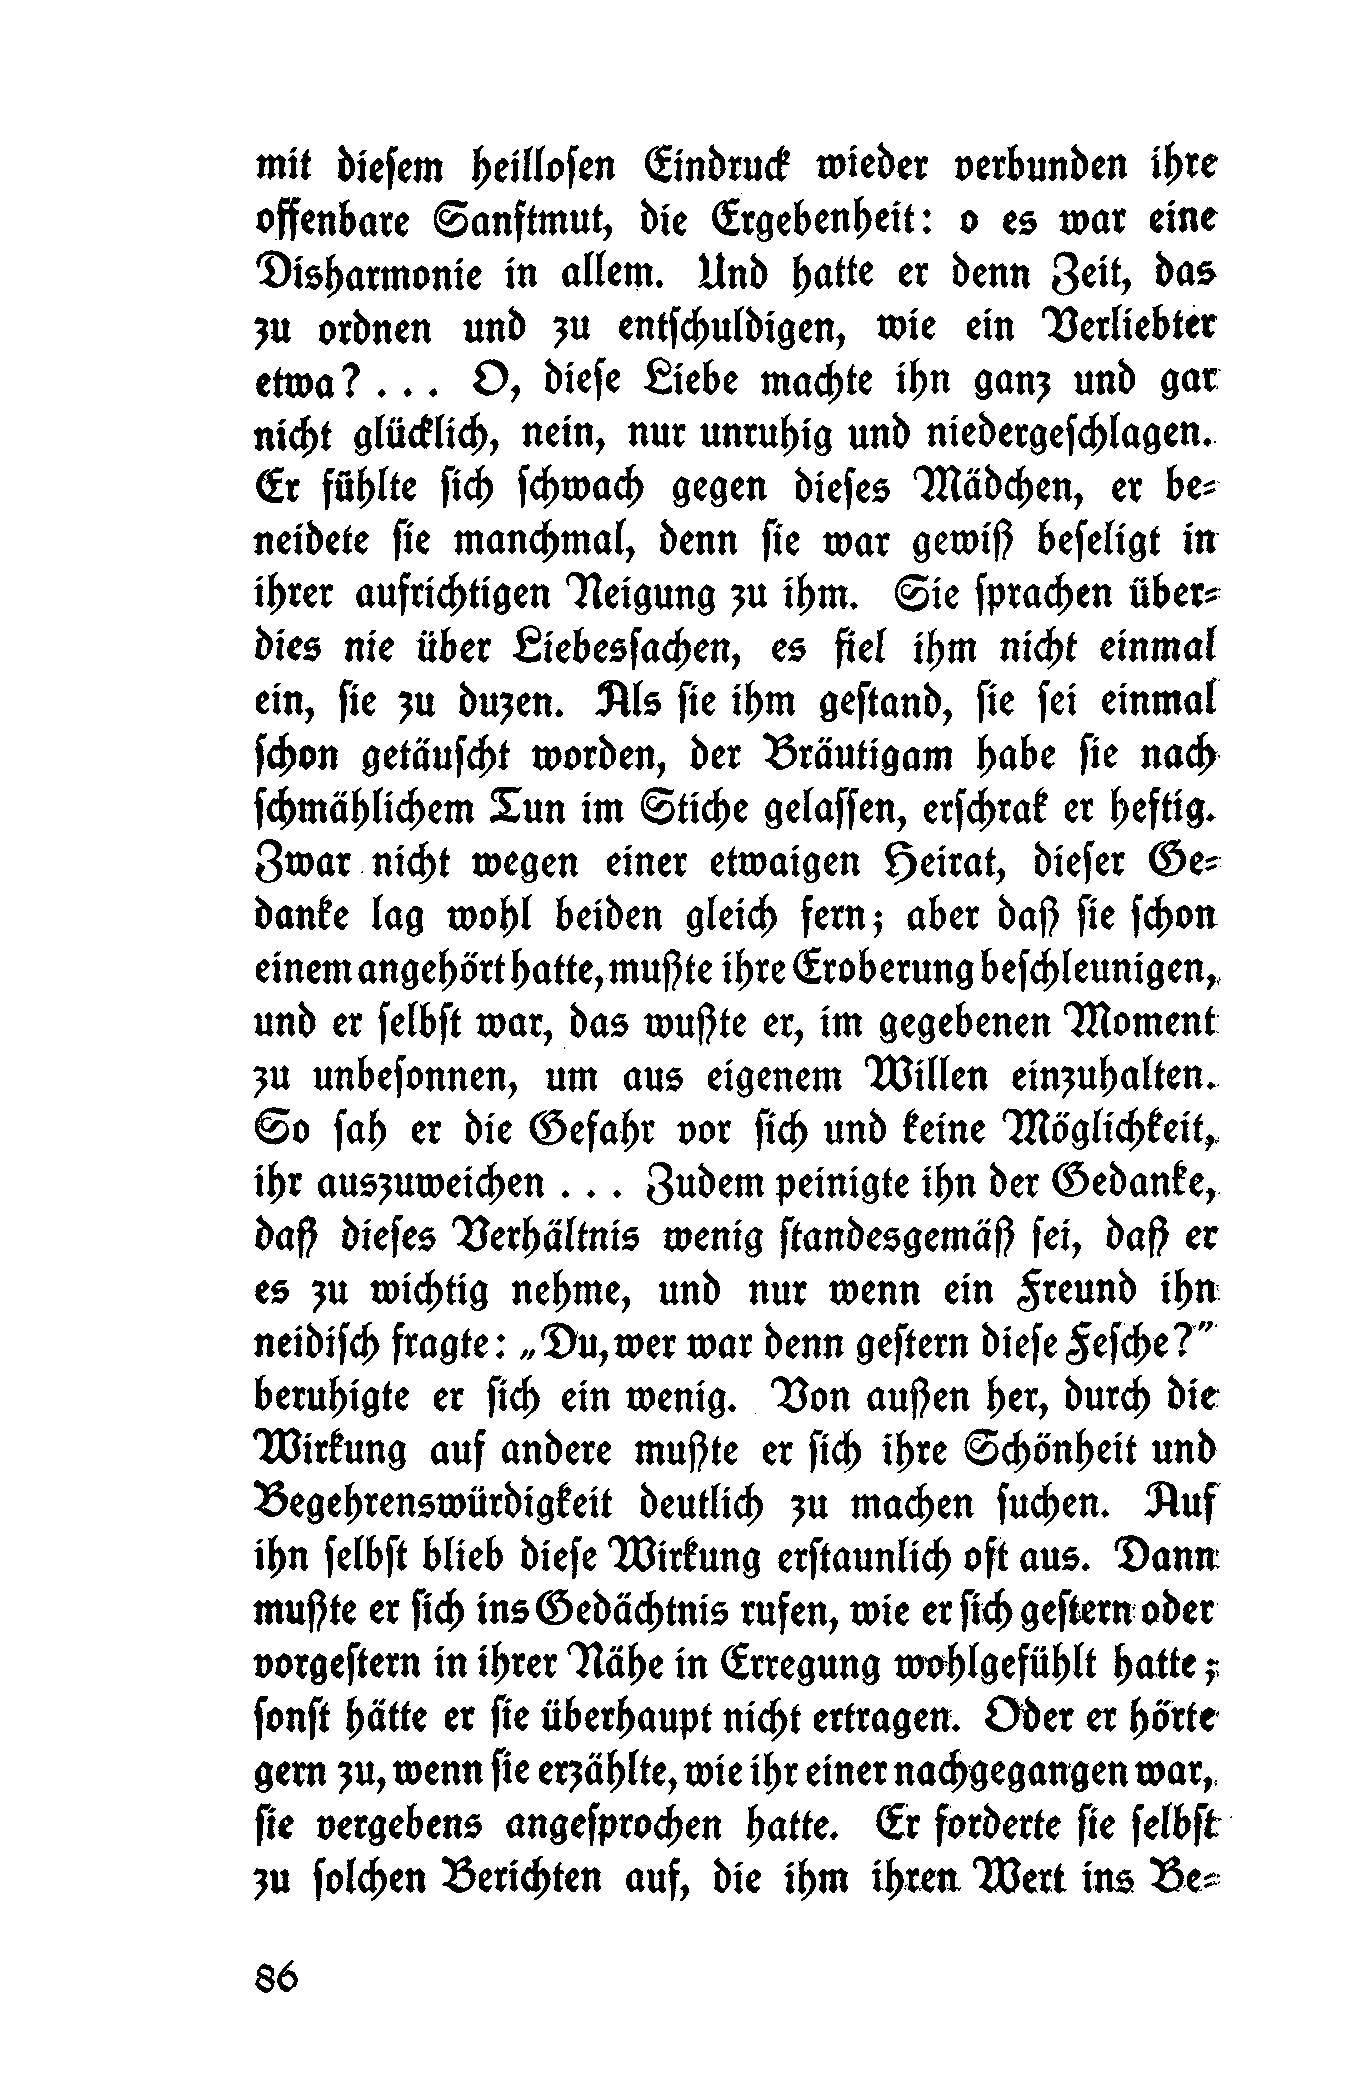 mit diesem heillosen Eindruck wieder verbunden ihre
offenbare Sanftmut, die Ergebenheit: o es war eine
Disharmonie in allem. Und hatte er denn Zeit, das
zu ordnen und zu entschuldigen, wie ein Verliebter
etwa? . . . O, diese Liebe machte ihn ganz und gar
nicht glücklich, nein, nur unruhig und niedergeschlagen.
Er fühlte sich schwach gegen dieses Mädchen, er be-
neidete sie manchmal, denn sie war gewiß beseligt in
ihrer aufrichtigen Neigung zu ihm. Sie sprachen über-
dies nie über Liebessachen, es fiel ihm nicht einmal
ein, sie zu duzen. Als sie ihm gestand, sie sei einmal
schon getäuscht worden, der Bräutigam habe sie nach
schmählichem Tun im Stiche gelassen, erschrak er heftig.
Zwar nicht wegen einer etwaigen Heirat, dieser Ge-
danke lag wohl beiden gleich fern; aber daß sie schon
einem angehört hatte, mußte ihre Eroberung beschleunigen,
und er selbst war, das wußte er, im gegebenen Moment
zu unbesonnen, um aus eigenem Willen einzuhalten.
So sah er die Gefahr vor sich und keine Möglichkeit,
ihr auszuweichen . . . Zudem peinigte ihn der Gedanke,
daß dieses Verhältnis wenig standesgemäß sei, daß er
es zu wichtig nehme, und nur wenn ein Freund ihn
neidisch fragte: „Du, wer war denn gestern diese Fesche?“
beruhigte er sich ein wenig. Von außen her, durch die
Wirkung auf andere mußte er sich ihre Schönheit und
Begehrenswürdigkeit deutlich zu machen suchen. Auf
ihn selbst blieb diese Wirkung erstaunlich oft aus. Dann
mußte er sich ins Gedächtnis rufen, wie er sich gestern oder
vorgestern in ihrer Nähe in Erregung wohlgefühlt hatte;
sonst hätte er sie überhaupt nicht ertragen. Oder er hörte
gern zu, wenn sie erzählte, wie ihr einer nachgegangen war,
sie vergebens angesprochen hatte. Er forderte sie selbst
zu solchen Berichten auf, die ihm ihren Wert ins Be-
86